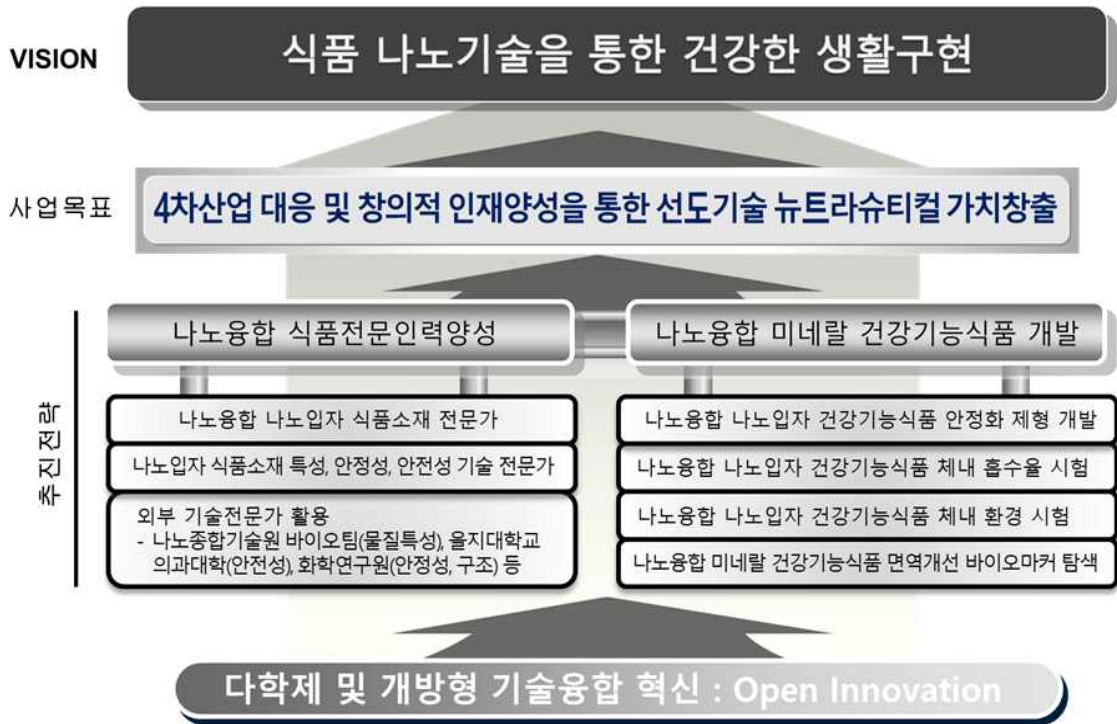 VISION
식품 나노기술을 통한 건강한 생활구현
사업목표
4차산업 대응 및 창의적 인재양성을 통한 선도기술 뉴트라슈티컬 가치창출
추진전략
나노융합 식품전문인력양성
나노융합 나노입자 식품소재 전문가
나노입자 식품소재 특성, 안정성, 안전성 기술 전문가
외부 기술전문가 활용
- 나노종합기술원 바이오팀(물질특성), 을지대학교
의과대학(안전성), 화학연구원(안정성, 구조) 등
나노융합 미네랄 건강기능식품 개발
나노융합 나노입자 건강기능식품 안정화 제형 개발
나노융합 나노입자 건강기능식품 체내 흡수율 시험
나노융합 나노입자 건강기능식품 체내 환경 시험
나노융합 미네랄 건강기능식품 면역개선 바이오마커 탐색
다학제 및 개방형 기술융합 혁신 : Open Innovation